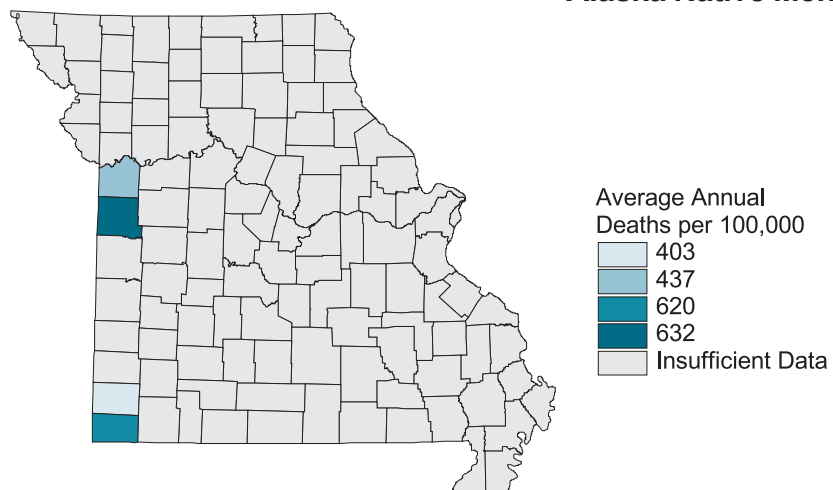 Average Annual
Deaths per 100,000
403
437
620
632
Insufficient Data